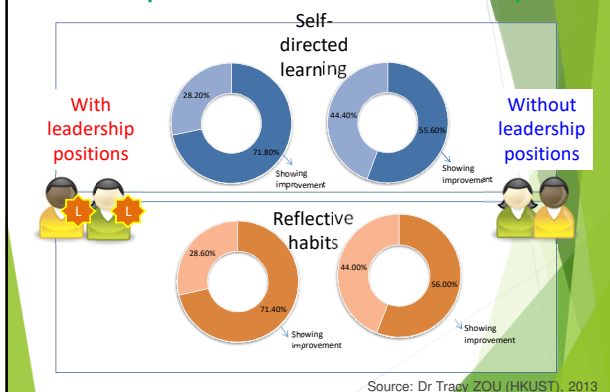 Self-
directed
learning
With
leadership
positions
28.20%
71.80%
Showing
improvement
44.40%
55.60%
Showing
improvement
Without
leadership
positions
L
L
Reflective
habits
28.60%
71.40%
Showing
improvement
44.00%
56.00%
Showing
improvement
Source: Dr Tracy ZOU (HKUST), 2013